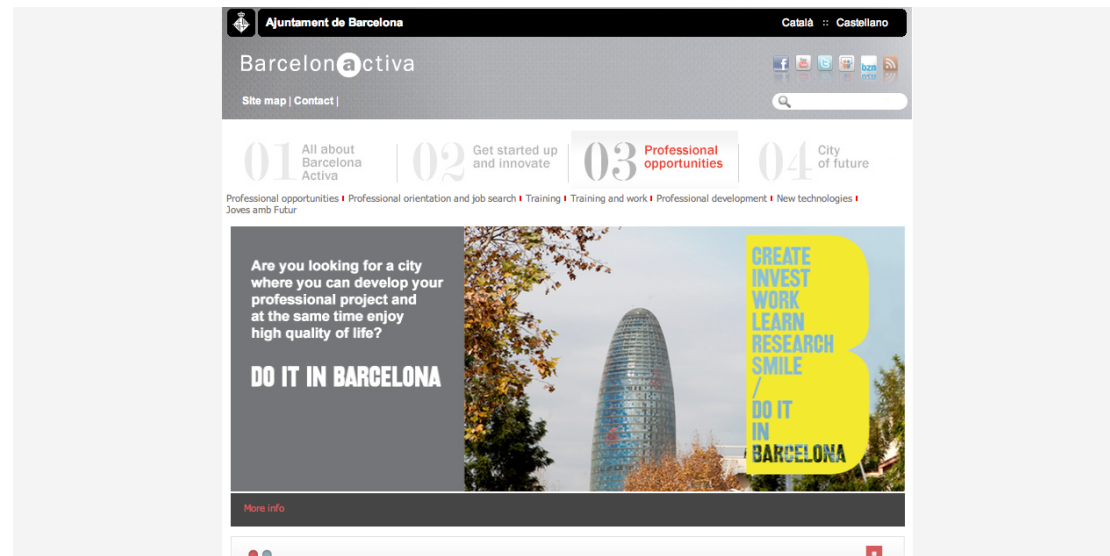 Ajuntament de Barcelona
Català :: Castellano
Barcelonactiva
Site map | Contact |
01 All about
Barcelona
Activa
02 Get started up
and innovate
03 Professional
opportunities
04 City
of future
Professional opportunities Professional orientation and job search Training Training and work Professional development New technologies
Joves amb Futur
Are you looking for a city
where you can develop your
professional project and
at the same time enjoy
high quality of life?
DO IT IN BARCELONA
CREATE
INVEST
WORK
LEARN
RESEARCH
SMILE
/
DO IT
IN
BARCELONA
More info